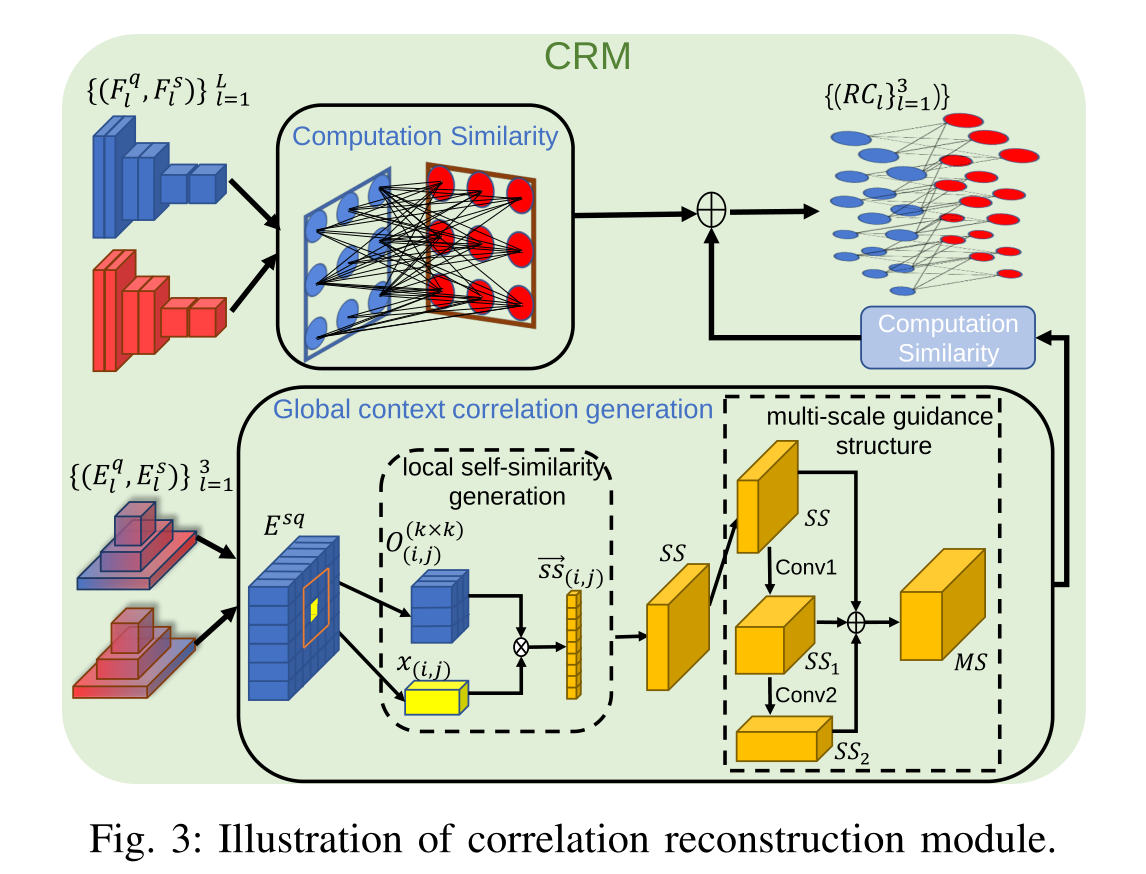 CRM
{(F_l^q, F_l^s)} _{l=1}^L
{(RC_l}_{l=1}^3)}
Computation Similarity
Computation
Similarity
Global context correlation generation
multi-scale guidance
structure
local self-similarity
generation
{(E_l^q, E_l^s)} _{l=1}^3
E^{sq}
O_{(i,j)}^{(k×k)}
\overrightarrow{ss}_{(i,j)}
SS
SS
Conv1
x_{(i,j)}
SS_1
MS
Conv2
SS_2
Fig. 3: Illustration of correlation reconstruction module.